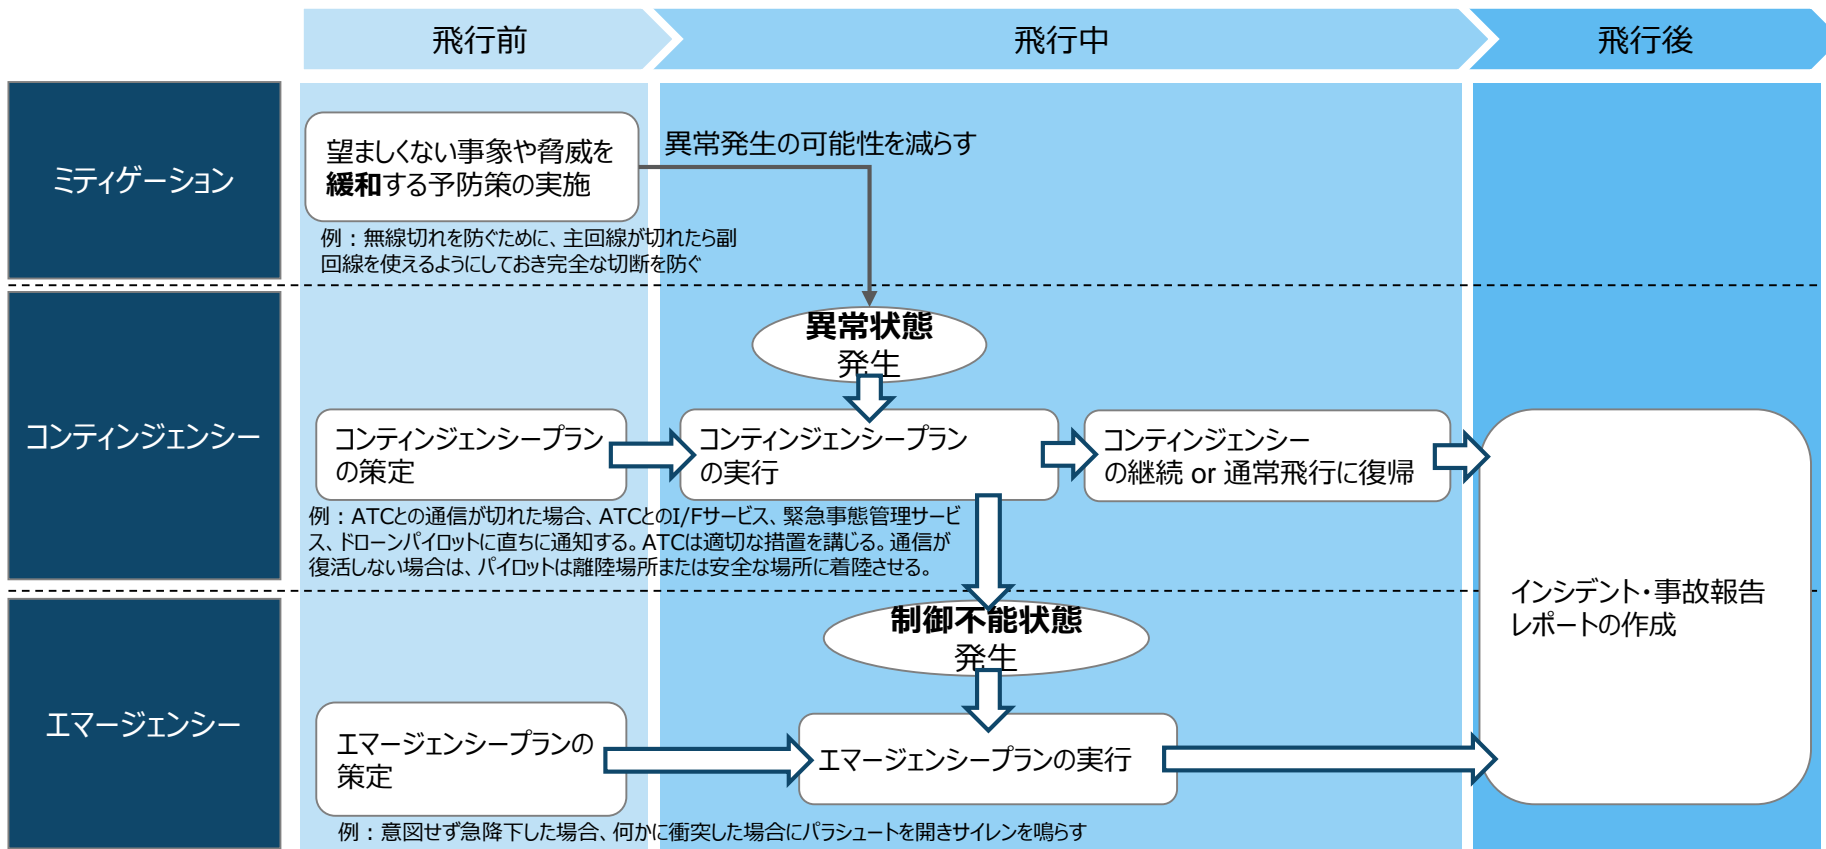 飛行前
飛行中
飛行後
ミティゲーション
望ましくない事象や脅威を
緩和する予防策の実施
異常発生の可能性を減らす
例：無線切れを防ぐために、主回線が切れたら副
回線を使えるようにしておき完全な切断を防ぐ
異常状態
発生
コンティンジェンシー
コンティンジェンシープラン
の策定
コンティンジェンシープラン
の実行
コンティンジェンシー
の継続 or 通常飛行に復帰
例：ATCとの通信が切れた場合、ATCとのI/Fサービス、緊急事態管理サービ
ス、ドローンパイロットに直ちに通知する。ATCは適切な措置を講じる。通信が
復活しない場合は、パイロットは離陸場所または安全な場所に着陸させる。
インシデント・事故報告
レポートの作成
制御不能状態
発生
エマージェンシー
エマージェンシープランの
策定
エマージェンシープランの実行
例：意図せず急降下した場合、何かに衝突した場合にパラシュートを開きサイレンを鳴らす